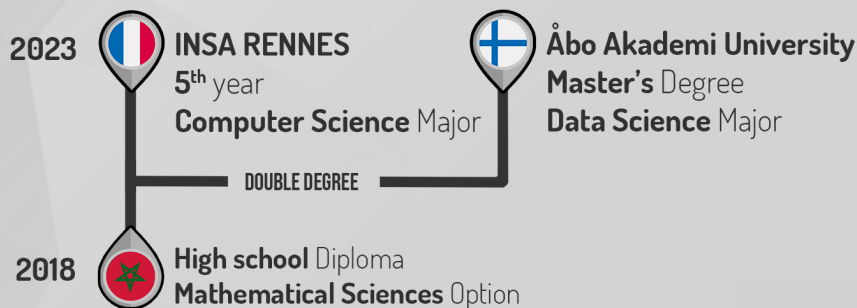 2023
INSA RENNES
5th year
Computer Science Major
Åbo Akademi University
Master's Degree
Data Science Major
DOUBLE DEGREE
2018
High school Diploma
Mathematical Sciences Option